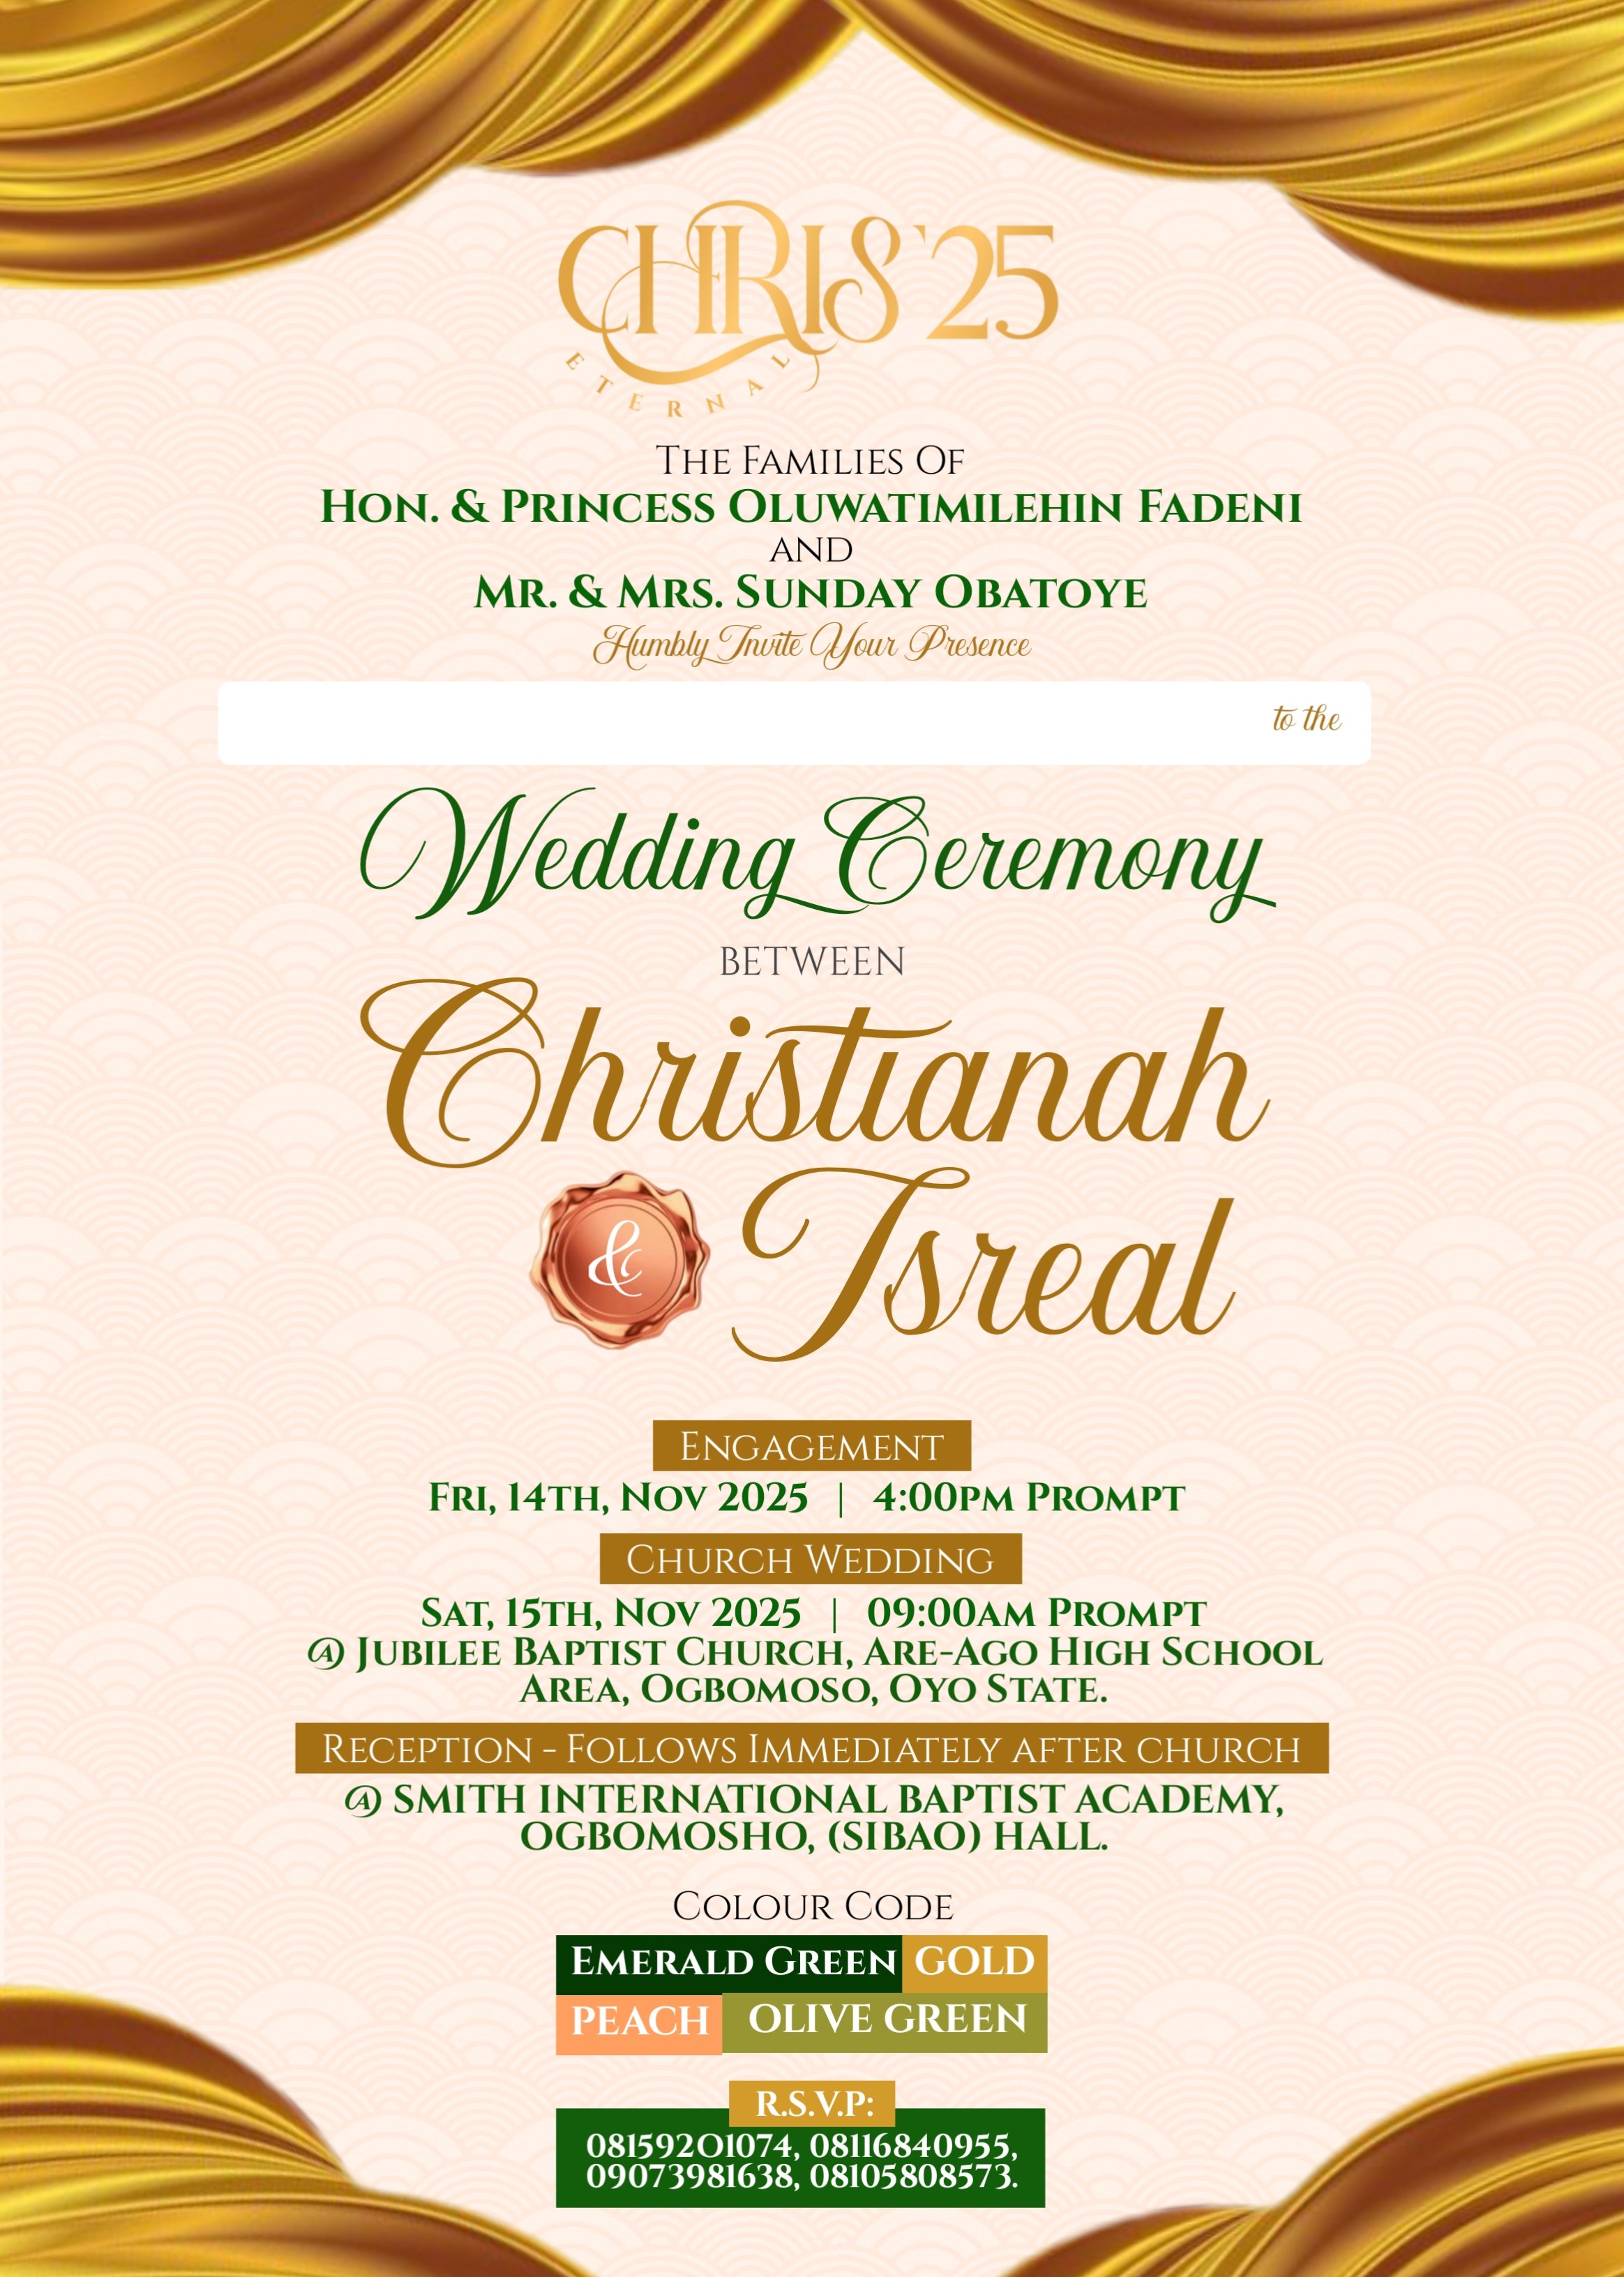 CHRIS '25
ETERNAL
THE FAMILIES OF
HON. & PRINCESS OLUWATIMILEHIN FADENI
AND
MR. & MRS. SUNDAY OBATOYE
Humbly Invite Your Presence
to the
Wedding Ceremony
BETWEEN
Christianah
& Isreal
ENGAGEMENT
FRI, 14TH, NOV 2025 | 4:00PM PROMPT
CHURCH WEDDING
SAT, 15TH, NOV 2025 | 09:00AM PROMPT
@ JUBILEE BAPTIST CHURCH, ARE-AGO HIGH SCHOOL
AREA, OGBOMOSO, OYO STATE.
RECEPTION - FOLLOWS IMMEDIATELY AFTER CHURCH
@ SMITH INTERNATIONAL BAPTIST ACADEMY,
OGBOMOSHO, (SIBAO) HALL.
COLOUR CODE
EMERALD GREEN GOLD
PEACH OLIVE GREEN
R.S.V.P:
08159201074, 08116840955,
09073981638, 08105808573.